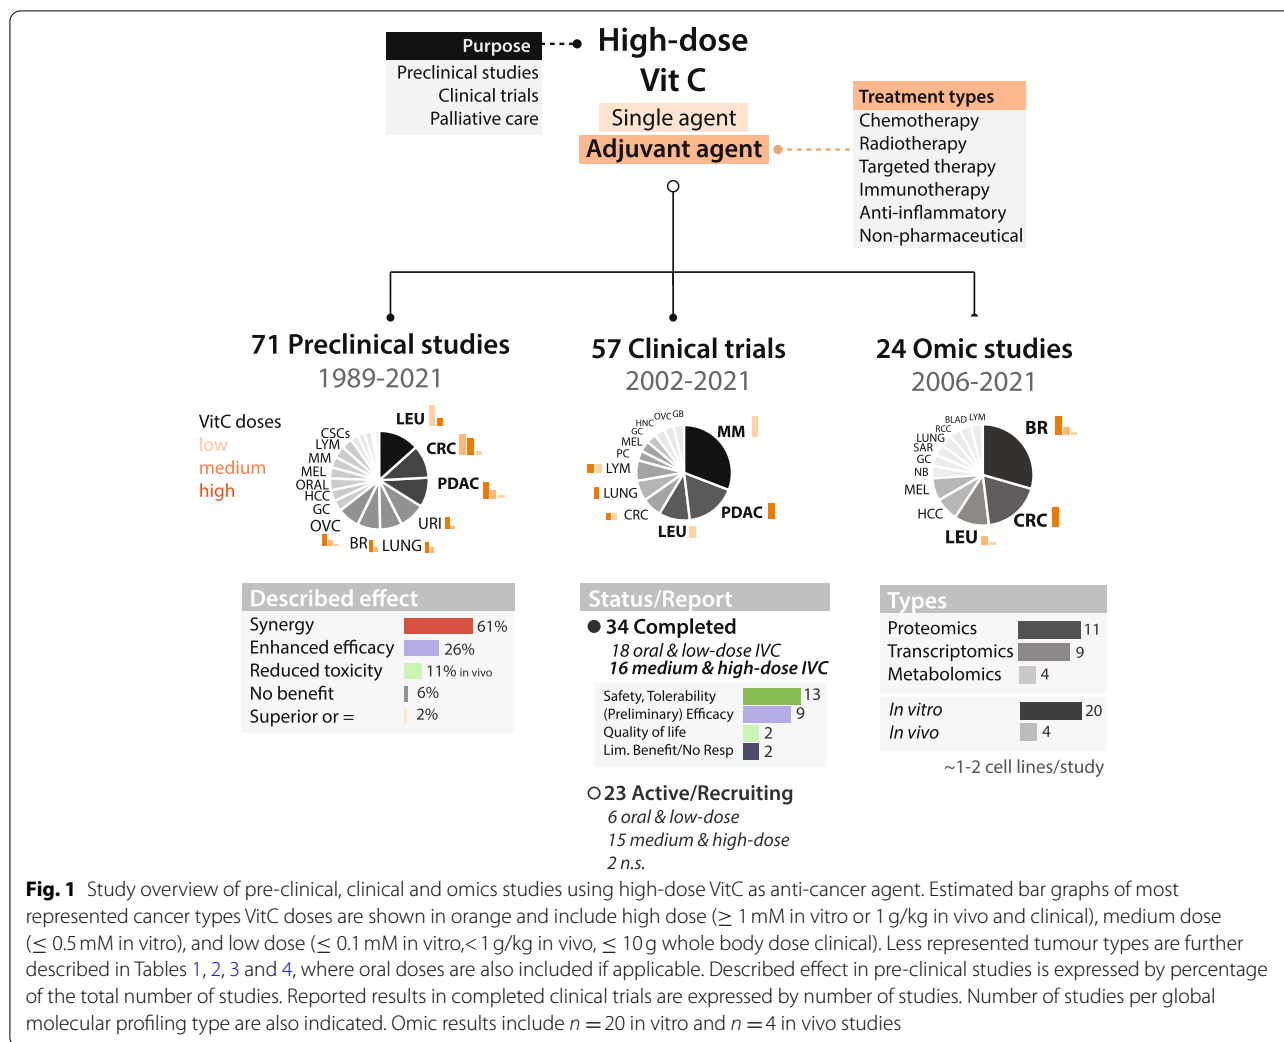 Purpose
Preclinical studies
Clinical trials
Palliative care
High-dose
Vit C
Single agent
Adjuvant agent
Treatment types
Chemotherapy
Radiotherapy
Targeted therapy
Immunotherapy
Anti-inflammatory
Non-pharmaceutical
71 Preclinical studies
1989-2021
VitC doses
low
medium
high
LEU
CRC
PDAC
URI
LUNG
BR
OVC
GC
HCC
ORAL
MEL
MM
LYM
CSCs
Described effect
Synergy 61%
Enhanced efficacy 26%
Reduced toxicity 11% in vivo
No benefit 6%
Superior or = 2%
57 Clinical trials
2002-2021
MM
PDAC
LEU
CRC
LUNG
LYM
PC
MEL
GC
HNC
OVC
GB
Status/Report
34 Completed
18 oral & low-dose IVC
16 medium & high-dose IVC
Safety, Tolerability 13
(Preliminary) Efficacy 9
Quality of life 2
Lim. Benefit/No Resp 2
23 Active/Recruiting
6 oral & low-dose
15 medium & high-dose
2 n.s.
24 Omic studies
2006-2021
BR
CRC
LEU
HCC
MEL
NB
GC
SAR
LUNG
RCC
BLAD
LYM
Types
Proteomics 11
Transcriptomics 9
Metabolomics 4
In vitro 20
In vivo 4
~1-2 cell lines/study
Fig. 1 Study overview of pre-clinical, clinical and omics studies using high-dose VitC as anti-cancer agent. Estimated bar graphs of most
represented cancer types VitC doses are shown in orange and include high dose (≥ 1 mM in vitro or 1 g/kg in vivo and clinical), medium dose
(≤ 0.5 mM in vitro), and low dose (≤ 0.1 mM in vitro,< 1 g/kg in vivo, ≤ 10 g whole body dose clinical). Less represented tumour types are further
described in Tables 1, 2, 3 and 4, where oral doses are also included if applicable. Described effect in pre-clinical studies is expressed by percentage
of the total number of studies. Reported results in completed clinical trials are expressed by number of studies. Number of studies per global
molecular profiling type are also indicated. Omic results include n = 20 in vitro and n = 4 in vivo studies